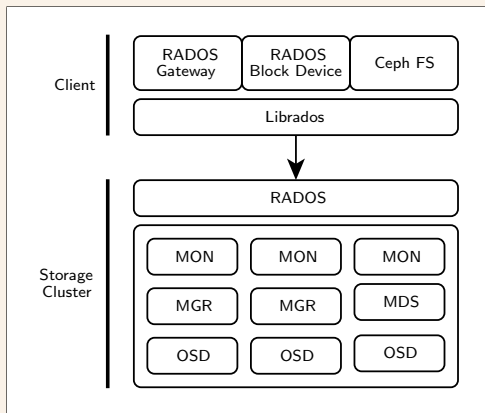 RADOS
Gateway
RADOS
Block Device
Ceph FS
Client
Librados
RADOS
Storage
Cluster
MON
MON
MON
MGR
MGR
MDS
OSD
OSD
OSD